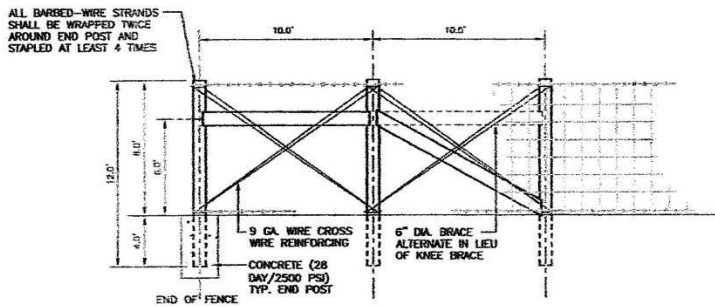 ALL BARBED-WIRE STRANDS
SHALL BE WRAPPED TWICE
AROUND END POST AND
STAPLED AT LEAST 4 TIMES
10.0'
10.0'
12.0'
8.0'
6.0'
4.0'
9 GA. WIRE CROSS
WIRE REINFORCING
6" DIA. BRACE
ALTERNATE IN LIEU
OF KNEE BRACE
CONCRETE (28
DAY/2500 PSI)
TYP. END POST
END OF FENCE